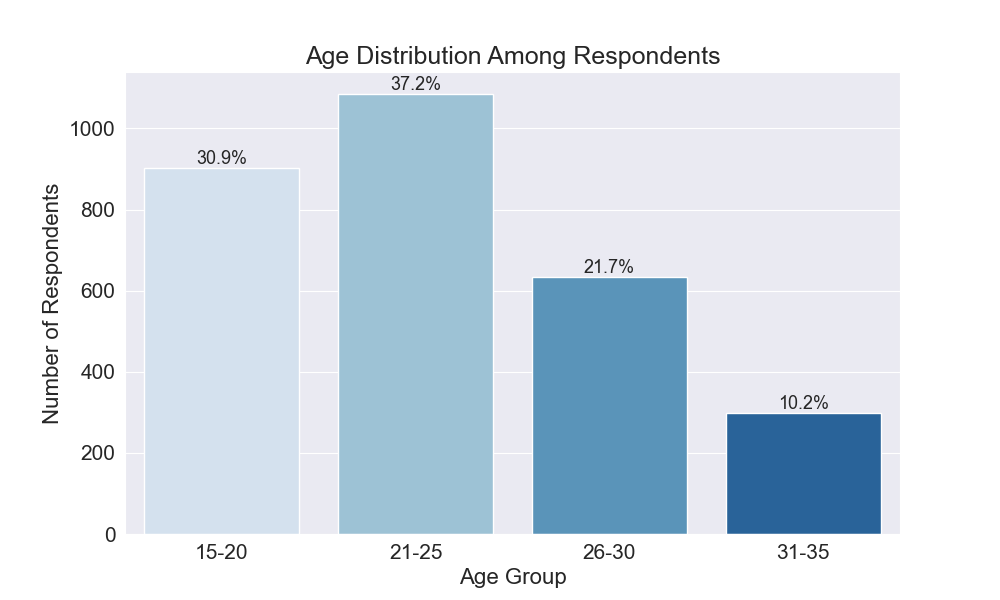 Age Distribution Among Respondents
37.2%
30.9%
21.7%
10.2%
1000
800
600
400
200
0
Number of Respondents
15-20 21-25 26-30 31-35
Age Group